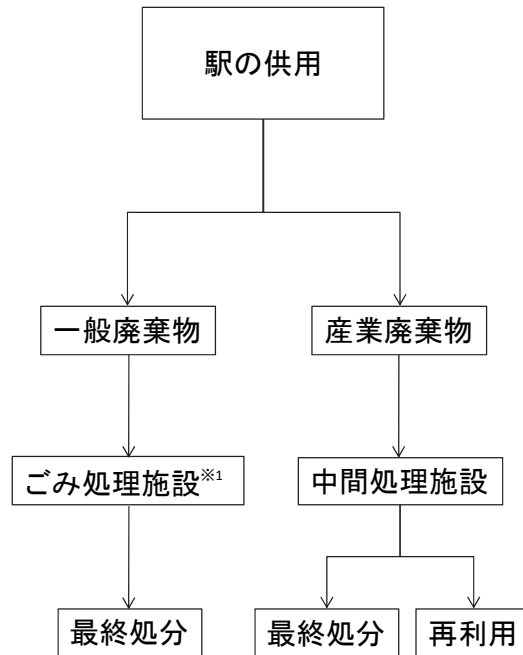 駅の供用
一般廃棄物
産業廃棄物
ごみ処理施設※1
中間処理施設
最終処分
最終処分
再利用